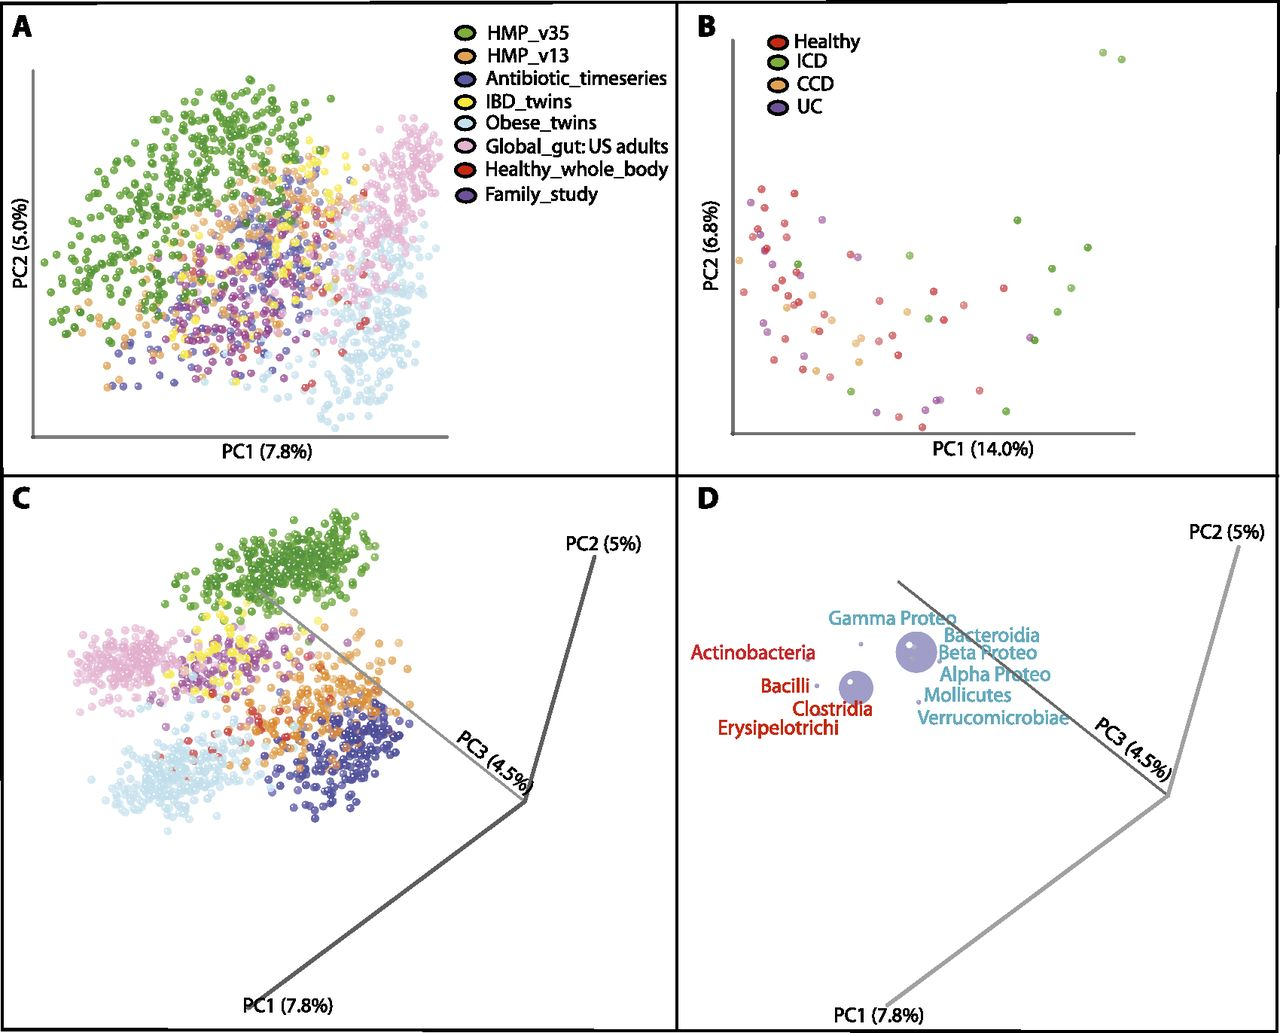 A
HMP_v35
HMP_v13
Antibiotic_timeseries
IBD_twins
Obese_twins
Global_gut: US adults
Healthy_whole_body
Family_study
PC2 (5.0%)
PC1 (7.8%)
B
Healthy
ICD
CCD
UC
PC2 (6.8%)
PC1 (14.0%)
C
PC2 (5%)
PC3 (4.5%)
PC1 (7.8%)
D
PC2 (5%)
Gamma Proteo
Bacteroidia
Actinobacteria
Beta Proteo
Alpha Proteo
Bacilli
Mollicutes
Clostridia
Verrucomicrobiae
Erysipelotrichi
PC3 (4.5%)
PC1 (7.8%)